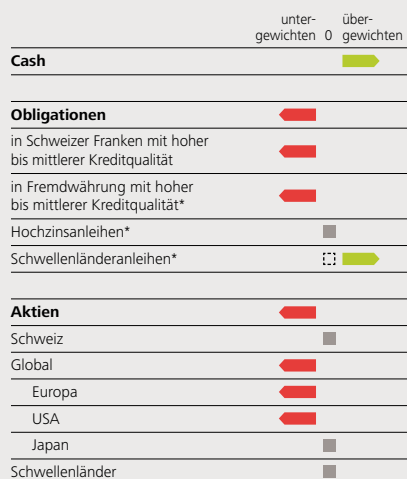 unter- über-
gewichten 0 gewichten
Cash
Obligationen
in Schweizer Franken mit hoher
bis mittlerer Kreditqualität
in Fremdwährung mit hoher
bis mittlerer Kreditqualität*
Hochzinsanleihen*
Schwellenländeranleihen*
Aktien
Schweiz
Global
Europa
USA
Japan
Schwellenländer